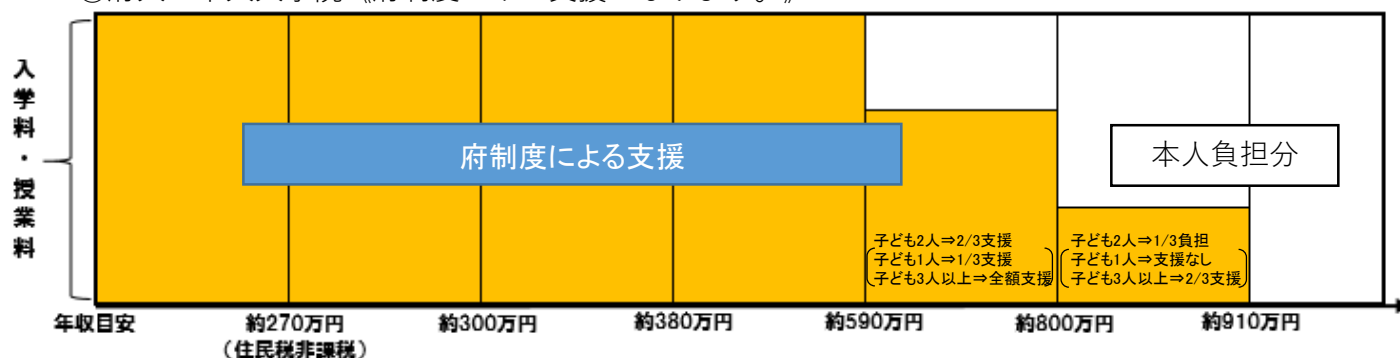 入学料・授業料
府制度による支援
本人負担分
子ども2人⇒2/3支援
子ども1人⇒1/3支援
子ども3人以上⇒全額支援
子ども2人⇒1/3負担
子ども1人⇒支援なし
子ども3人以上⇒2/3支援
年収目安
約270万円
(住民税非課税)
約300万円
約380万円
約590万円
約800万円
約910万円